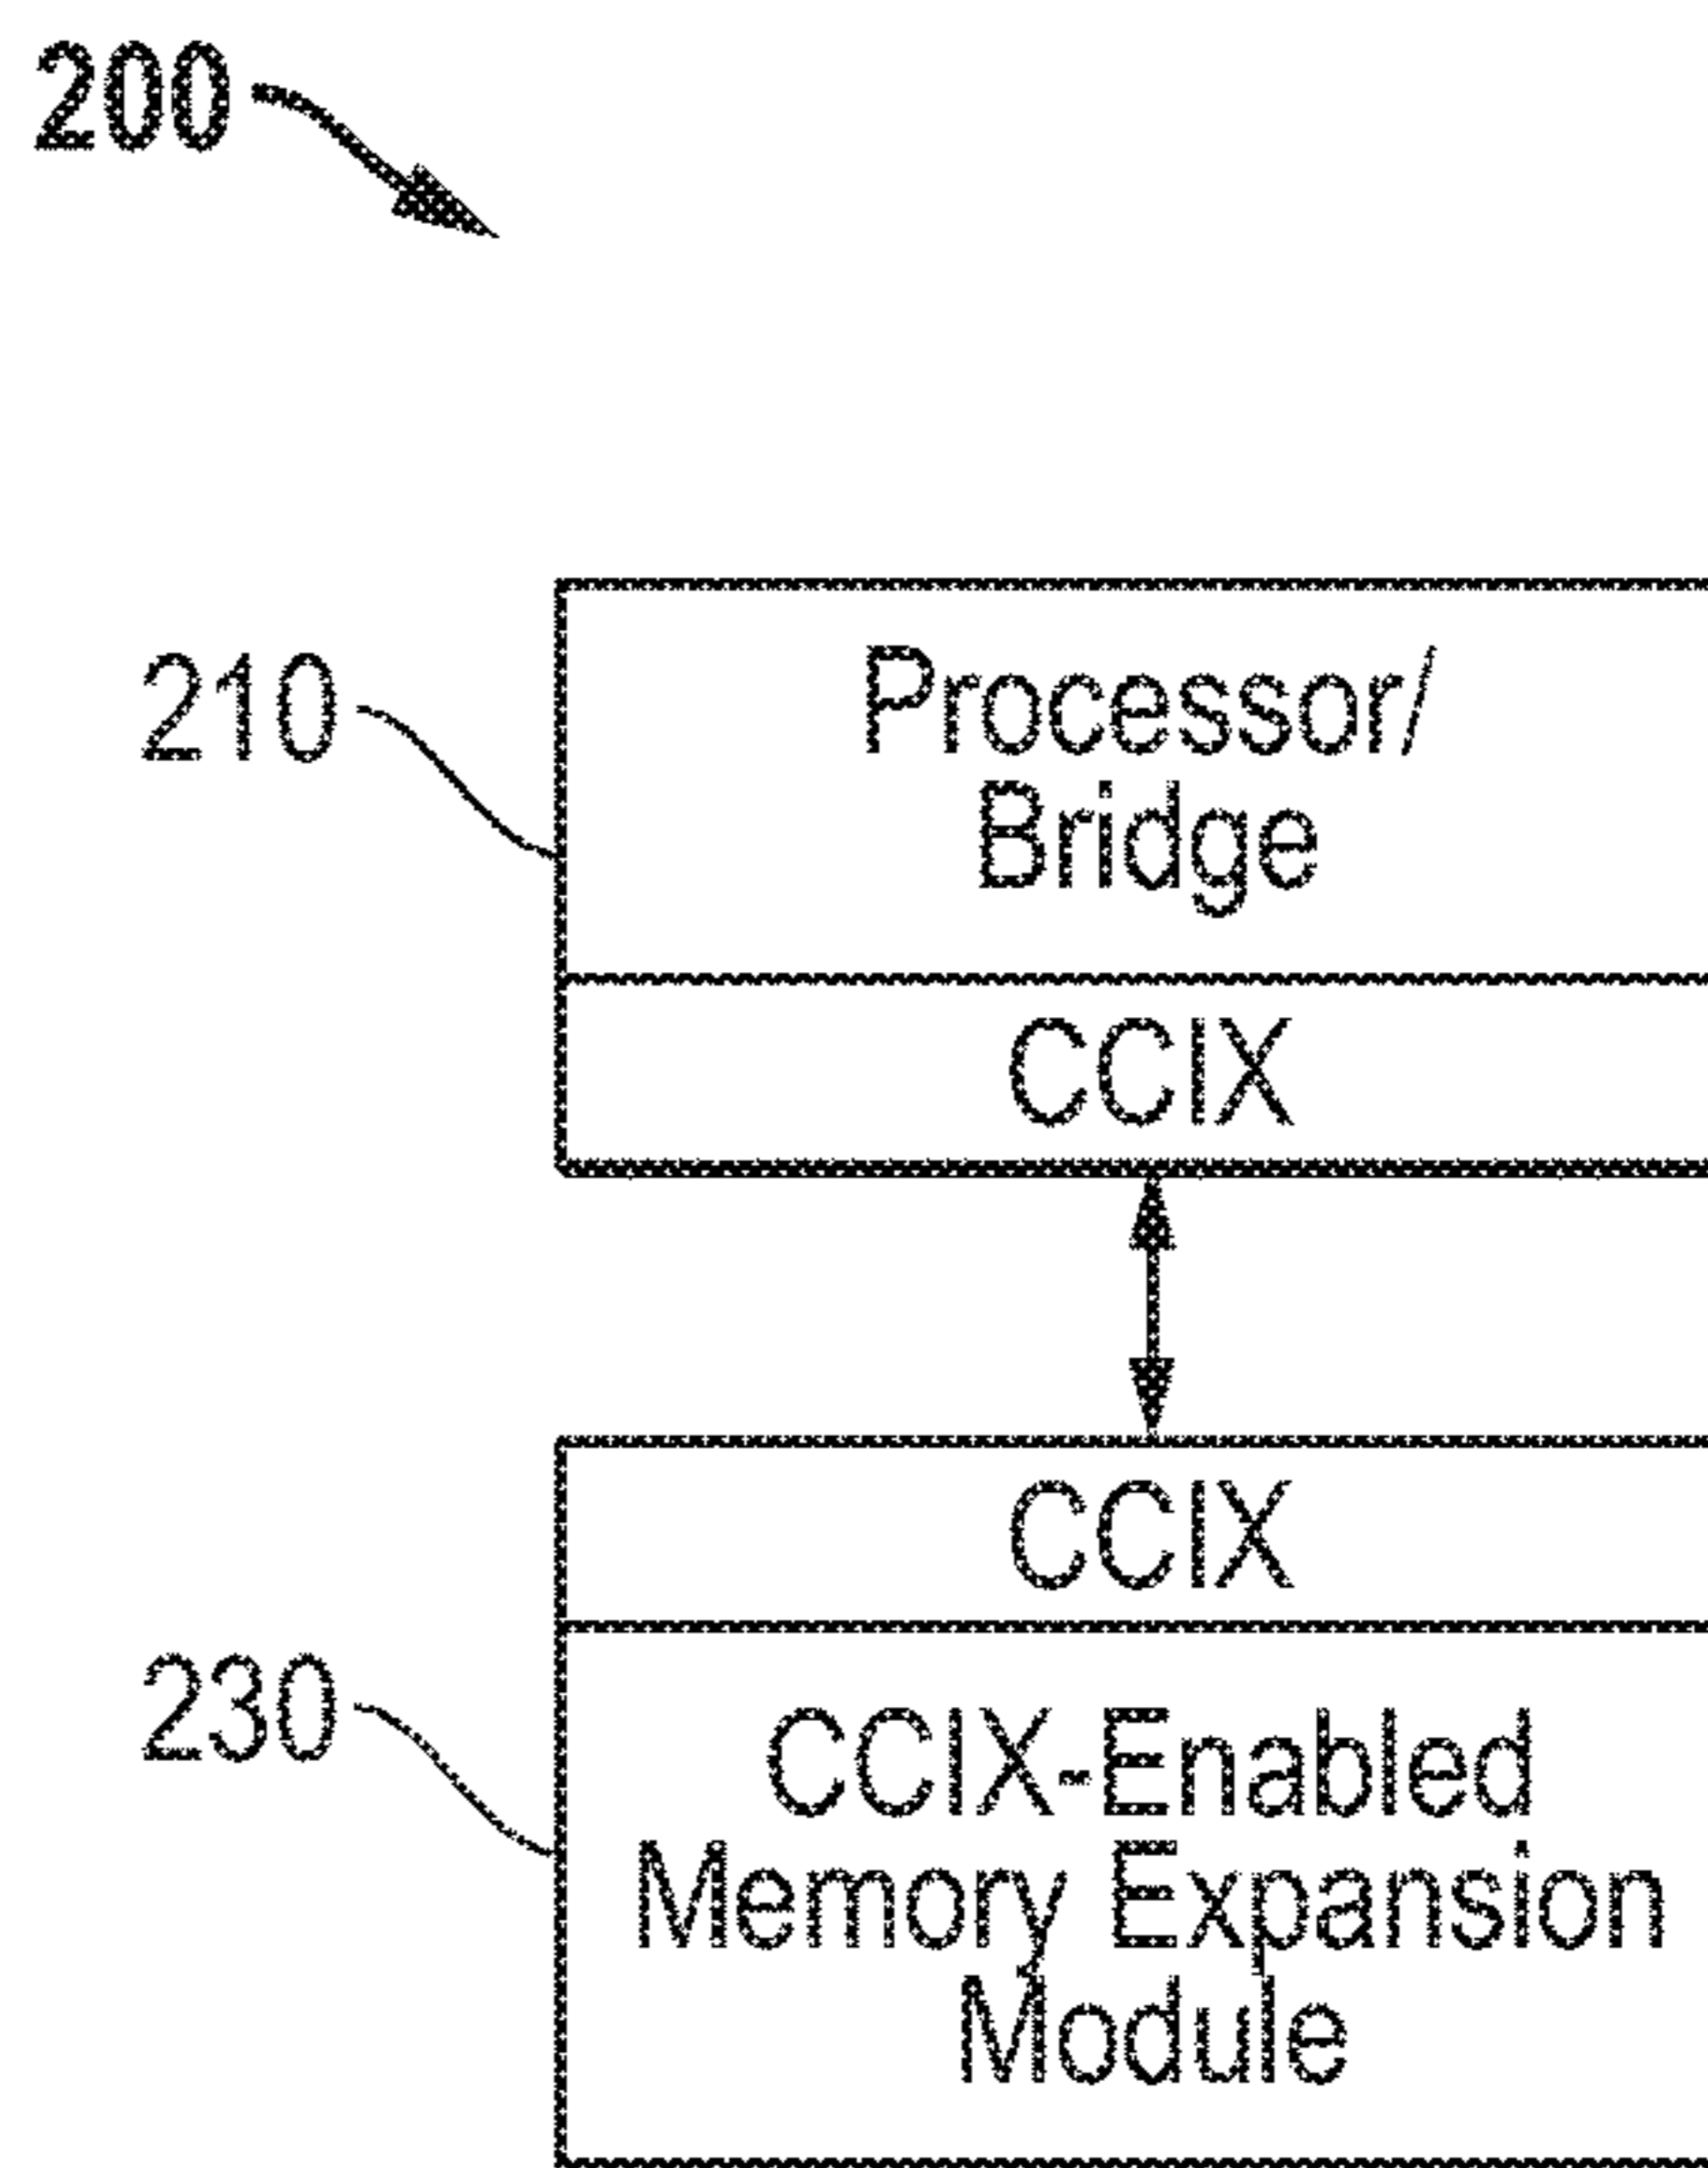 200
210
Processor/
Bridge
CCIX
CCIX
230
CCIX-Enabled
Memory Expansion
Module